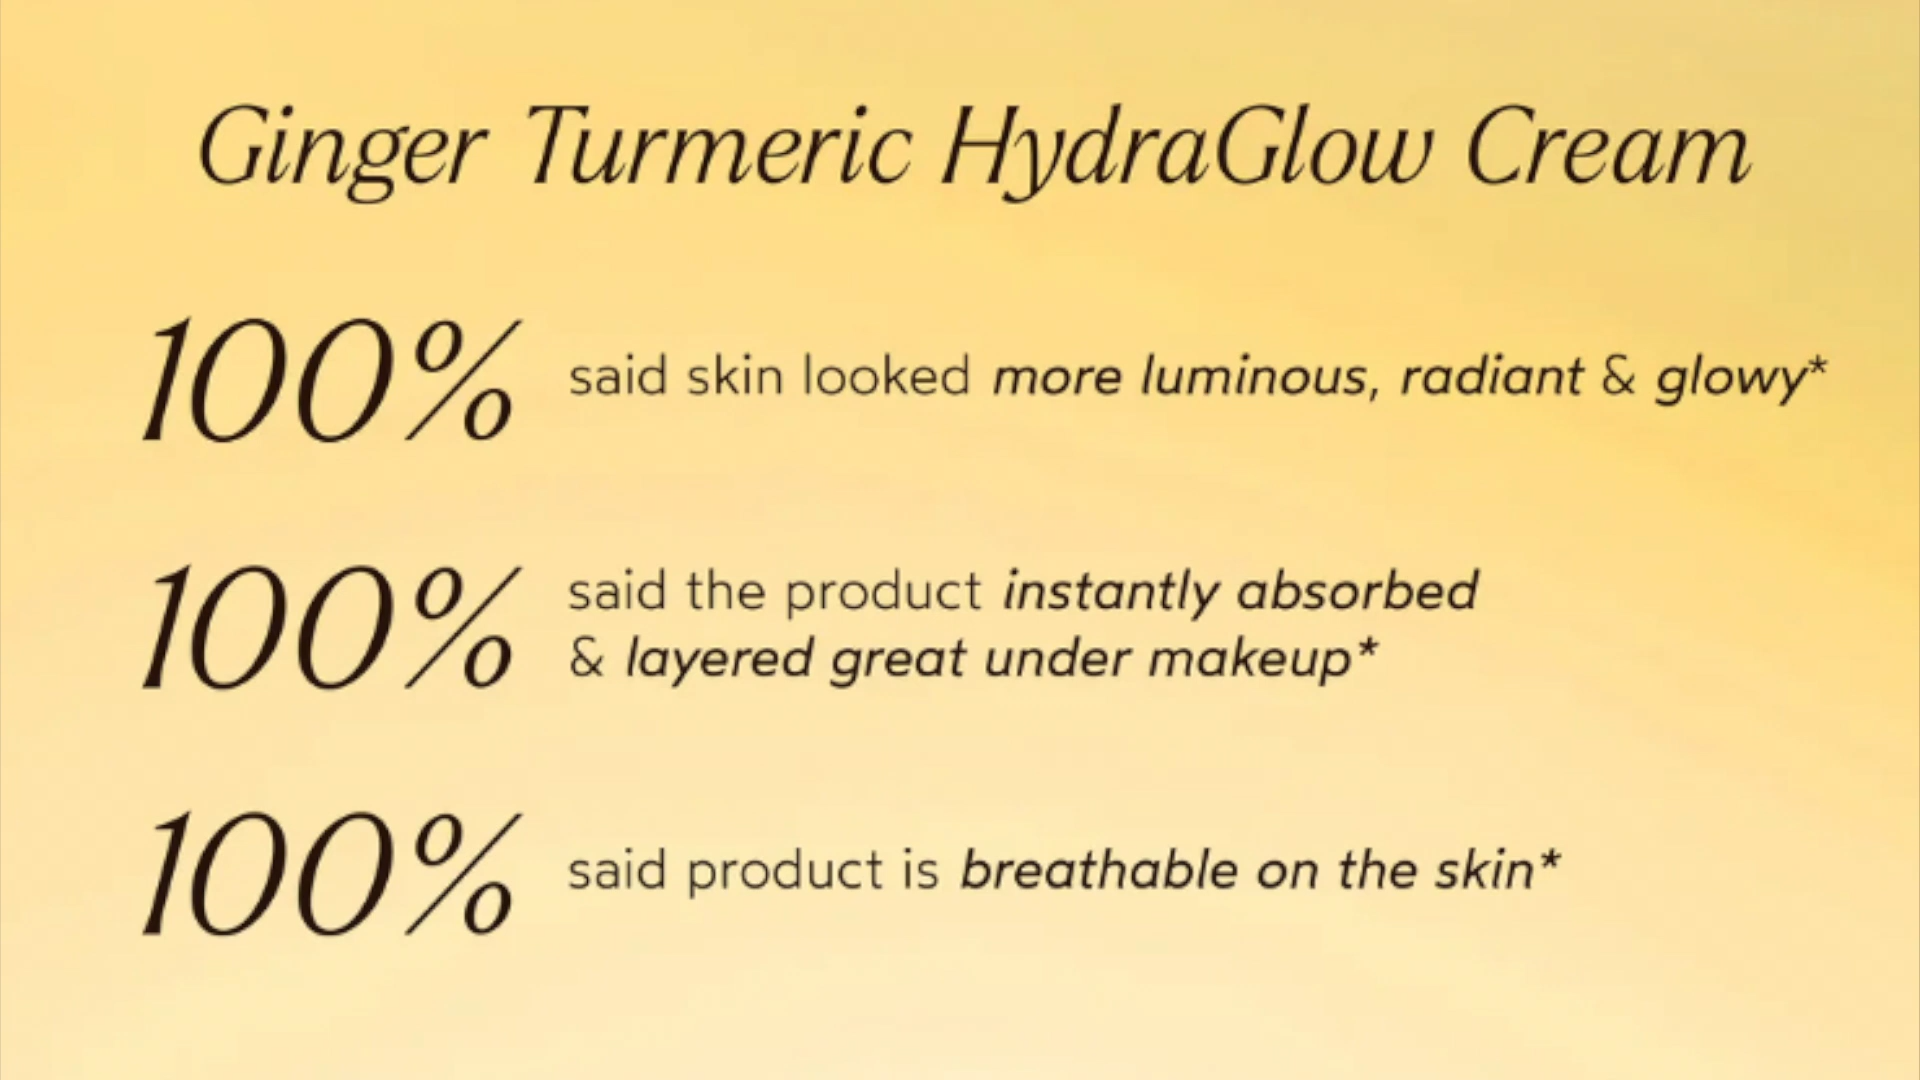 Ginger Turmeric HydraGlow Cream
100% said skin looked more luminous, radiant & glowy*
100% said the product instantly absorbed
& layered great under makeup*
100% said product is breathable on the skin*